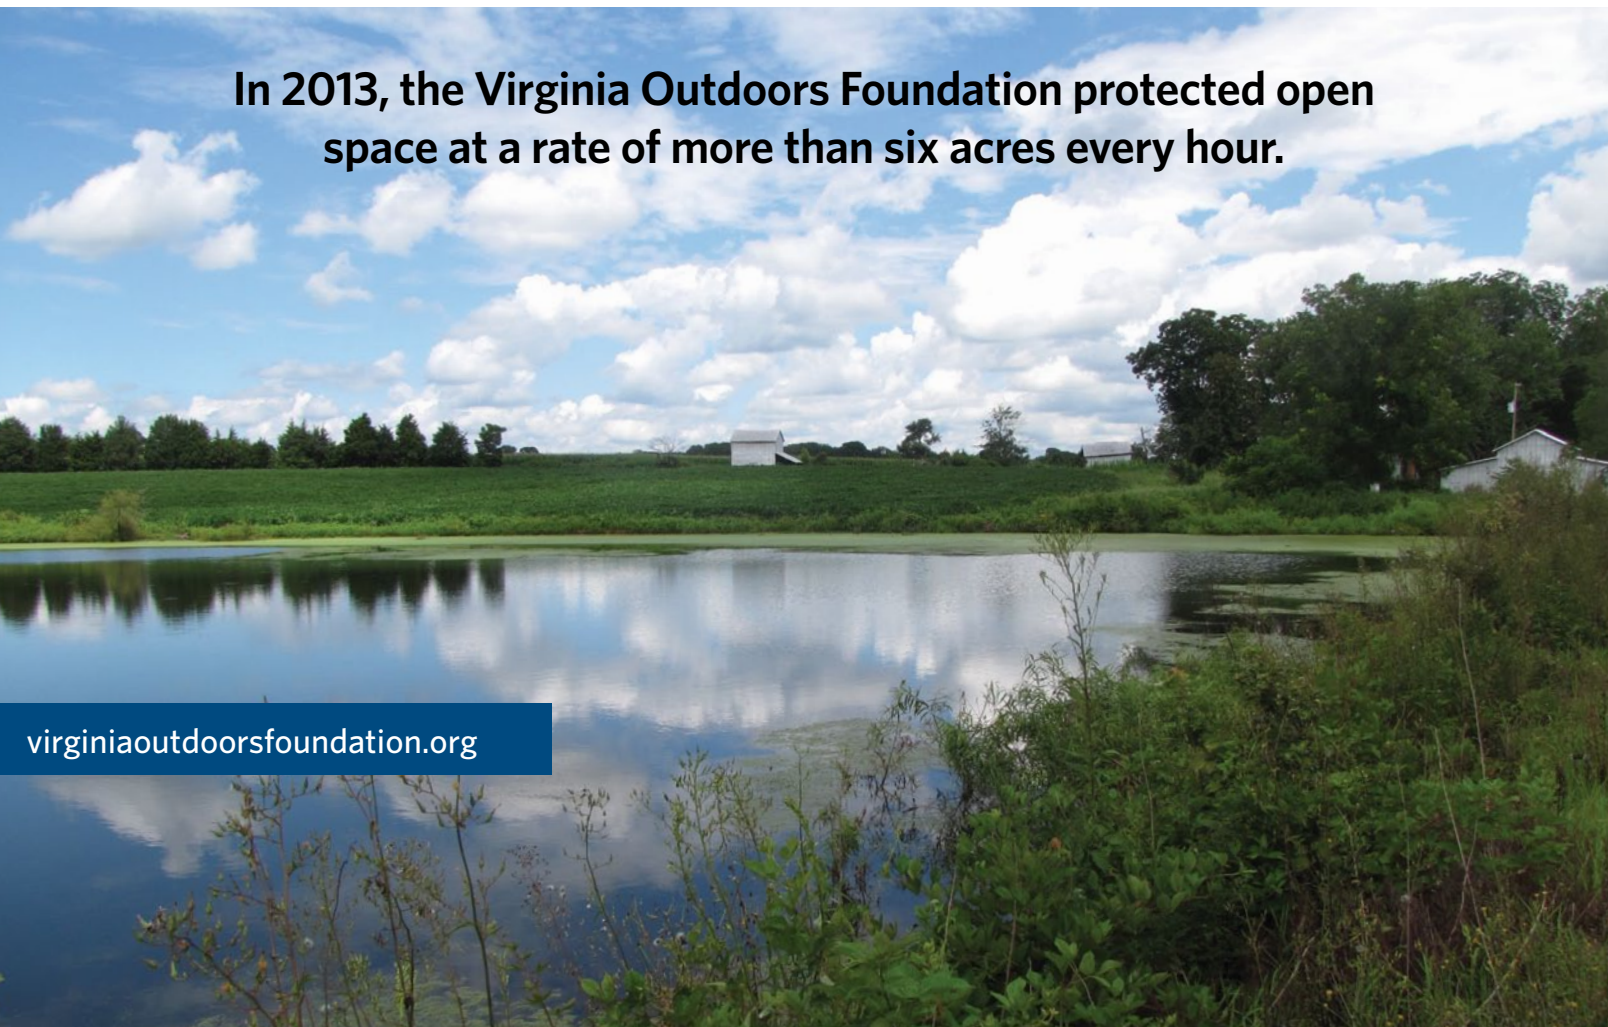 In 2013, the Virginia Outdoors Foundation protected open
space at a rate of more than six acres every hour.
virginiaoutdoorsfoundation.org